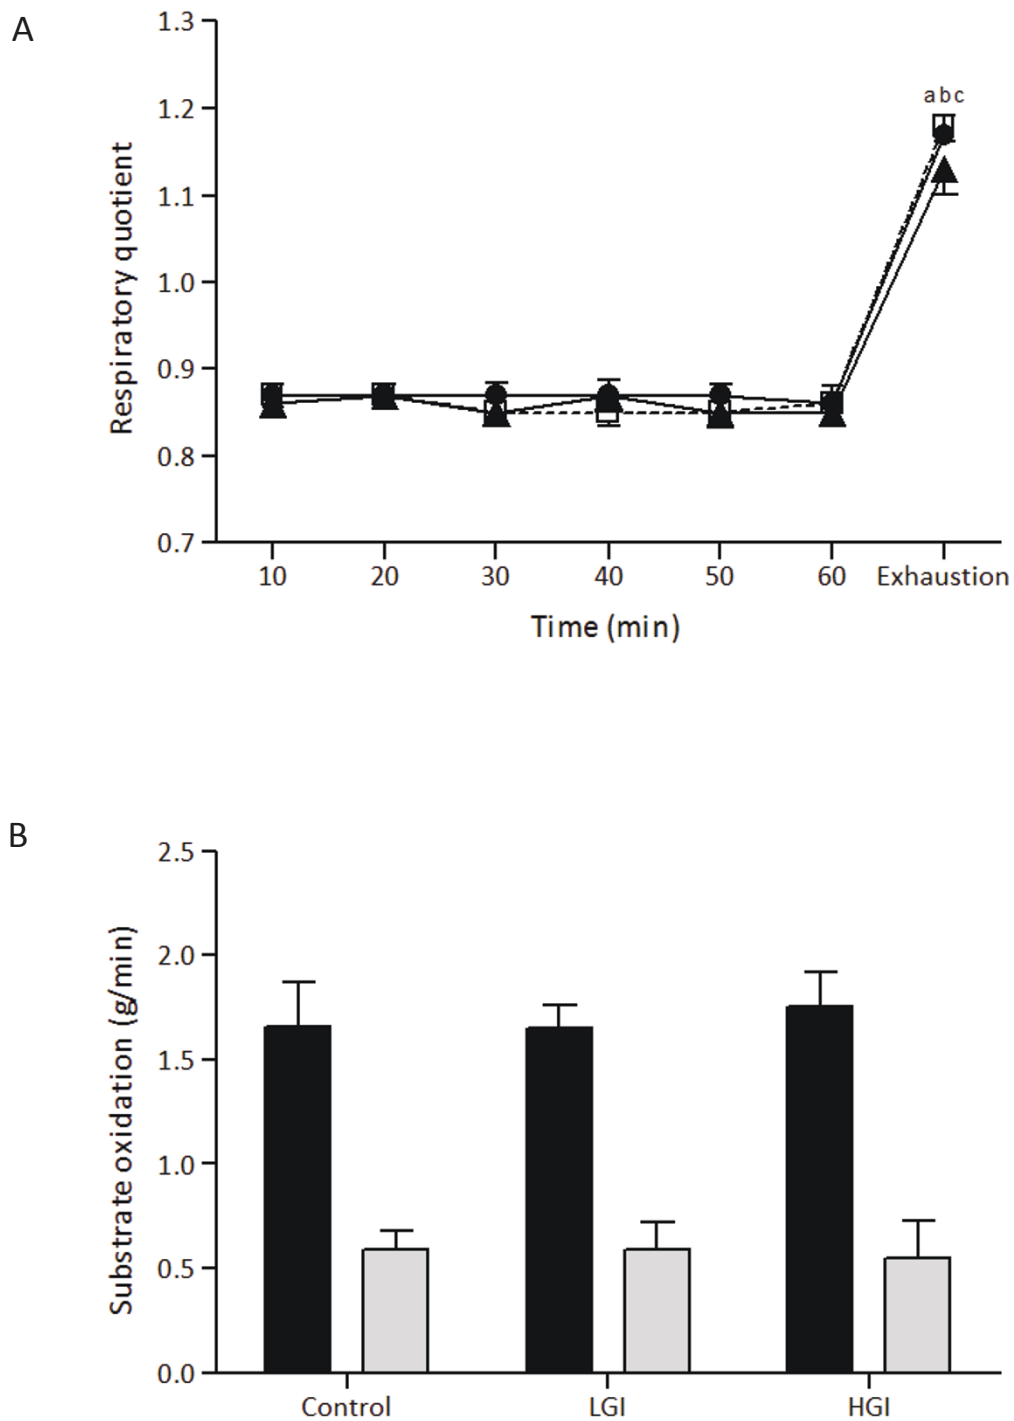 A
1.3
1.2
1.1
1.0
0.9
0.8
0.7
Respiratory quotient
a b c
10 20 30 40 50 60 Exhaustion
Time (min)
B
2.5
2.0
1.5
1.0
0.5
0.0
Substrate oxidation (g/min)
Control LGI HGI